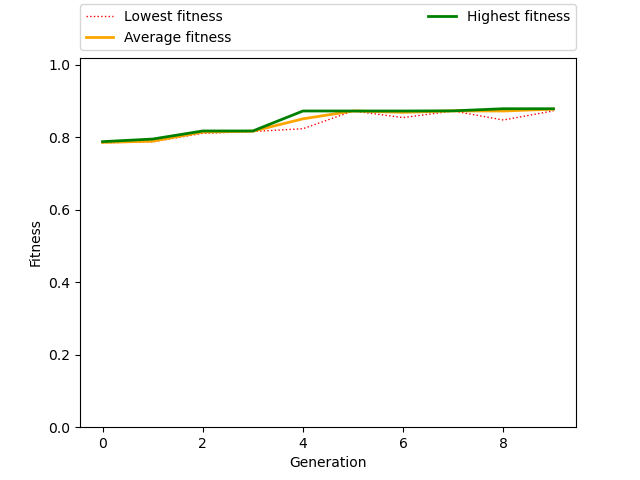 Lowest fitness
Average fitness
Highest fitness
1.0
0.8
0.6
0.4
0.2
0.0
Fitness
0 2 4 6 8
Generation